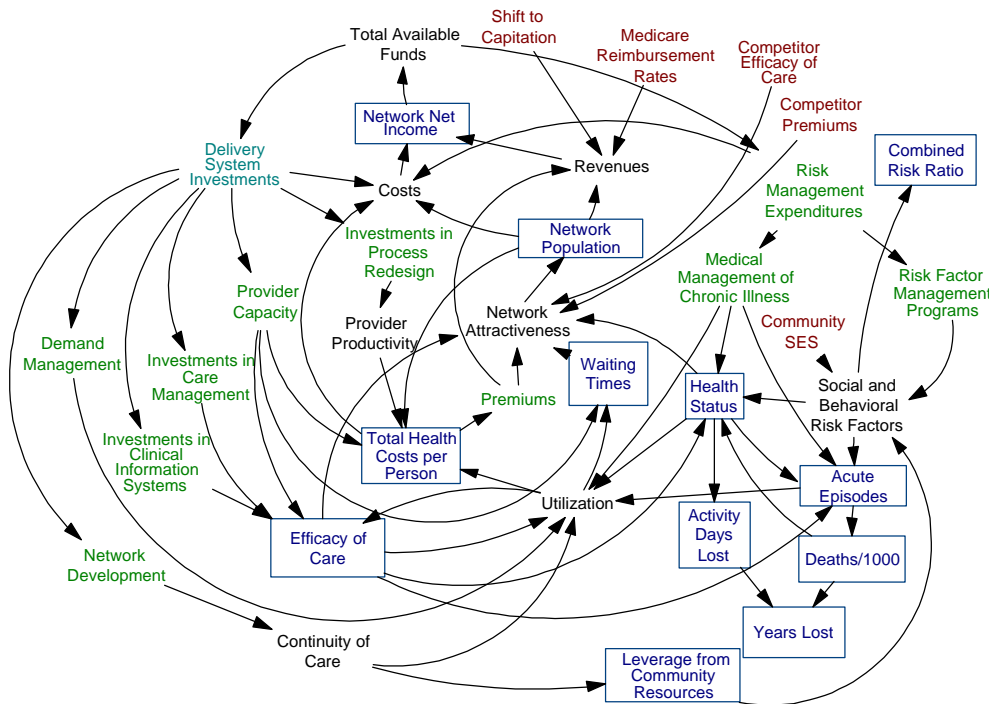 Total Available
Funds
Shift to
Capitation
Medicare
Reimbursement
Rates
Competitor
Efficacy of
Care
Competitor
Premiums
Network Net
Income
Delivery
System
Investments
Costs
Revenues
Combined
Risk Ratio
Risk
Management
Expenditures
Investments in
Process
Redesign
Network
Population
Medical
Management of
Chronic Illness
Risk Factor
Management
Programs
Provider
Capacity
Network
Attractiveness
Provider
Productivity
Community
SES
Demand
Management
Investments in
Care
Management
Waiting
Times
Health
Status
Social and
Behavioral
Risk Factors
Premiums
Investments in
Clinical
Information
Systems
Total Health
Costs per
Person
Acute
Episodes
Utilization
Activity
Days
Lost
Efficacy of
Care
Deaths/1000
Network
Development
Years Lost
Continuity of
Care
Leverage from
Community
Resources